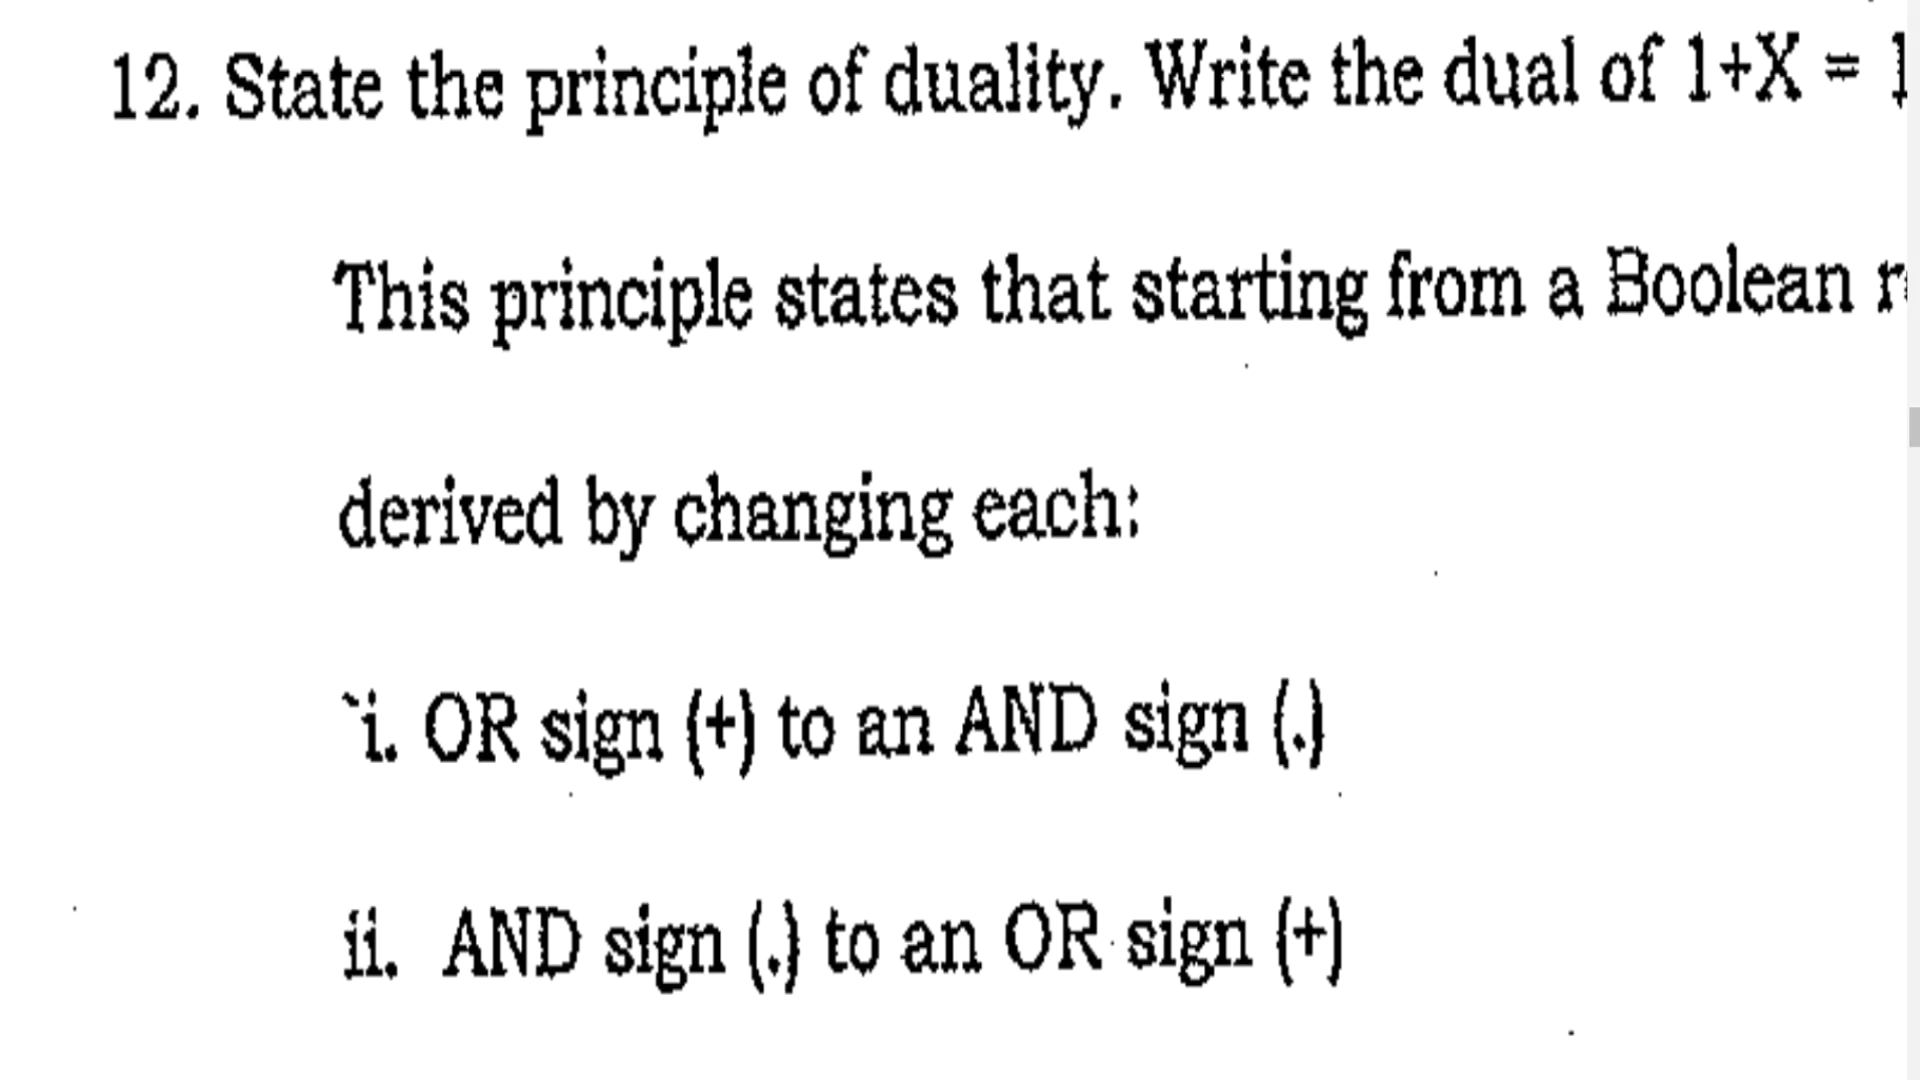 12. State the principle of duality. Write the dual of 1+X = 1
This principle states that starting from a Boolean
derived by changing each:
i. OR sign (+) to an AND sign (.)
ii. AND sign (.) to an OR sign (+)